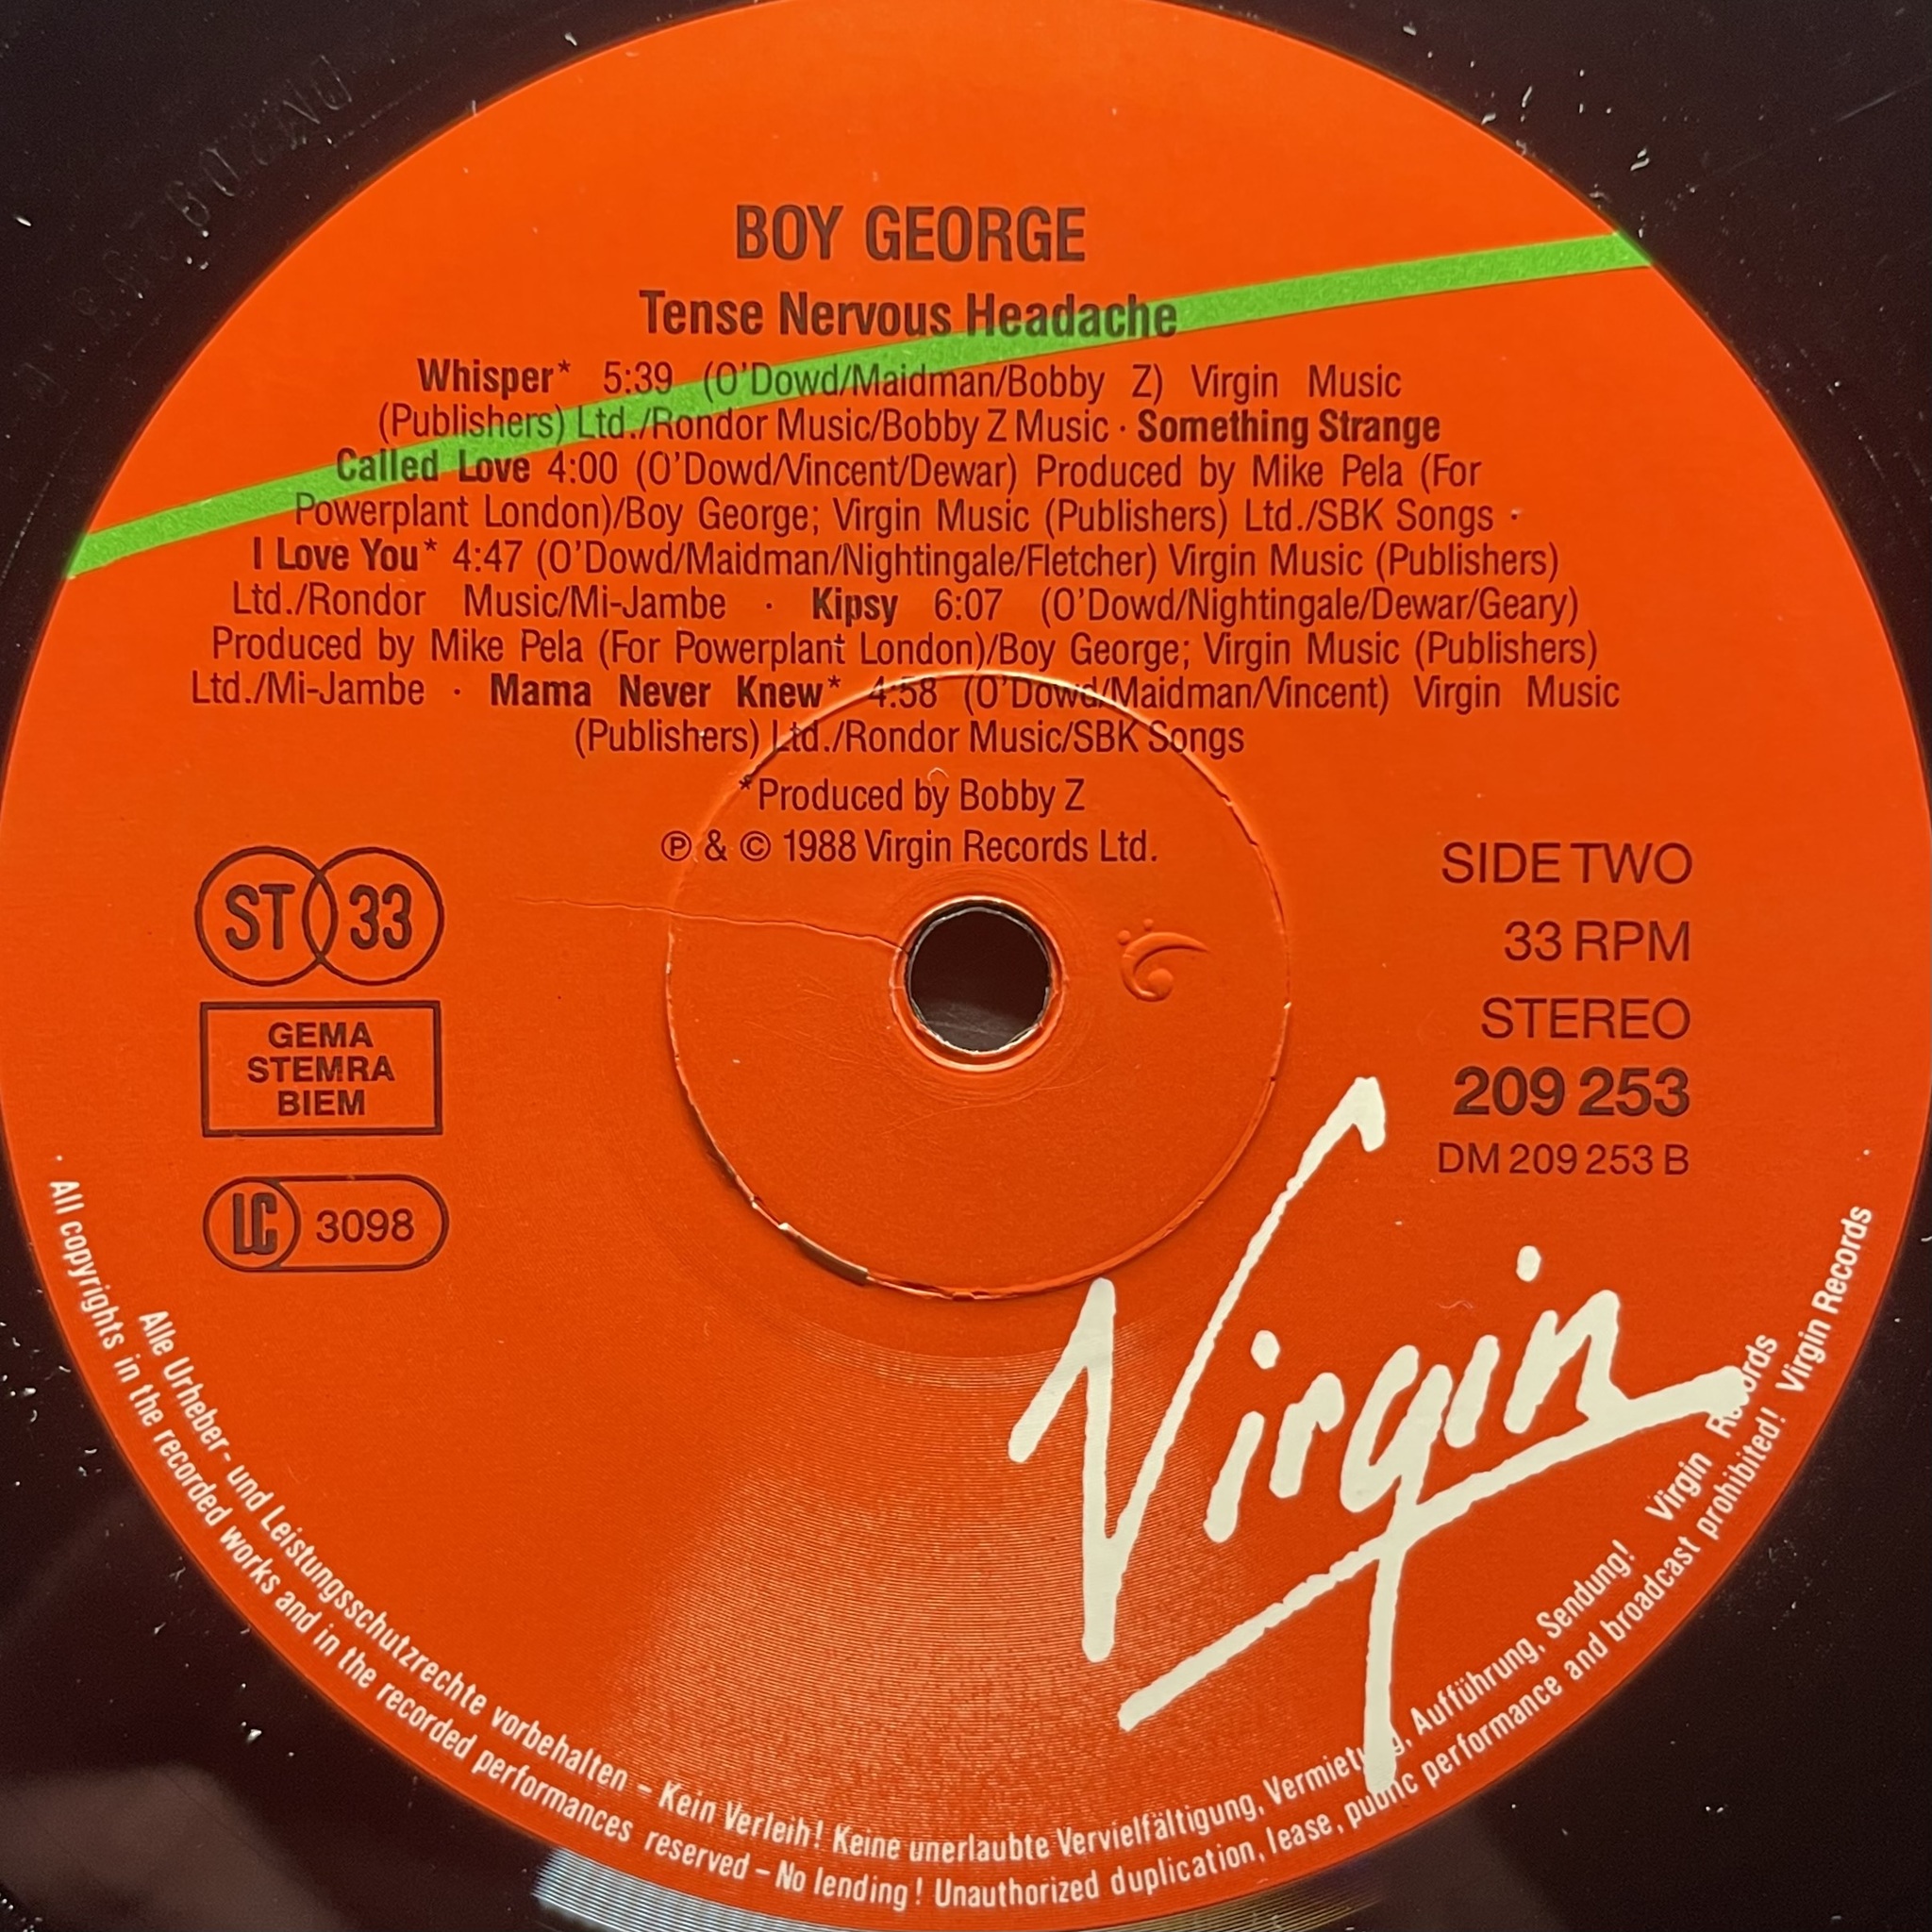 BOY GEORGE
Tense Nervous Headache
Whisper* 5:39 (O'Dowd/Maidman/Bobby Z) Virgin Music
(Publishers) Ltd./Rondor Music/Bobby Z Music · Something Strange
Called Love 4:00 (O'Dowd/Vincent/Dewar) Produced by Mike Pela (For
Powerplant London)/Boy George; Virgin Music (Publishers) Ltd./SBK Songs ·
I Love You* 4:47 (O'Dowd/Maidman/Nightingale/Fletcher) Virgin Music (Publishers)
Ltd./Rondor Music/Mi-Jambe · Kipsy 6:07 (O'Dowd/Nightingale/Dewar/Geary)
Produced by Mike Pela (For Powerplant London)/Boy George; Virgin Music (Publishers)
Ltd./Mi-Jambe · Mama Never Knew* 4:58 (O'Dowd/Maidman/Vincent) Virgin Music
(Publishers) Ltd./Rondor Music/SBK Songs
*Produced by Bobby Z
℗ & © 1988 Virgin Records Ltd.
ST 33
GEMA
STEMRA
BIEM
LC 3098
SIDE TWO
33 RPM
STEREO
209 253
DM 209 253 B
Virgin
Alle Urheber- und Leistungsschutzrechte vorbehalten – Kein Verleih! Keine unerlaubte Vervielfältigung, Vermietung, Aufführung, Sendung! Virgin Records
All copyrights in the recorded works and in the recorded performances reserved – No lending! Unauthorized duplication, lease, public performance and broadcast prohibited! Virgin Records